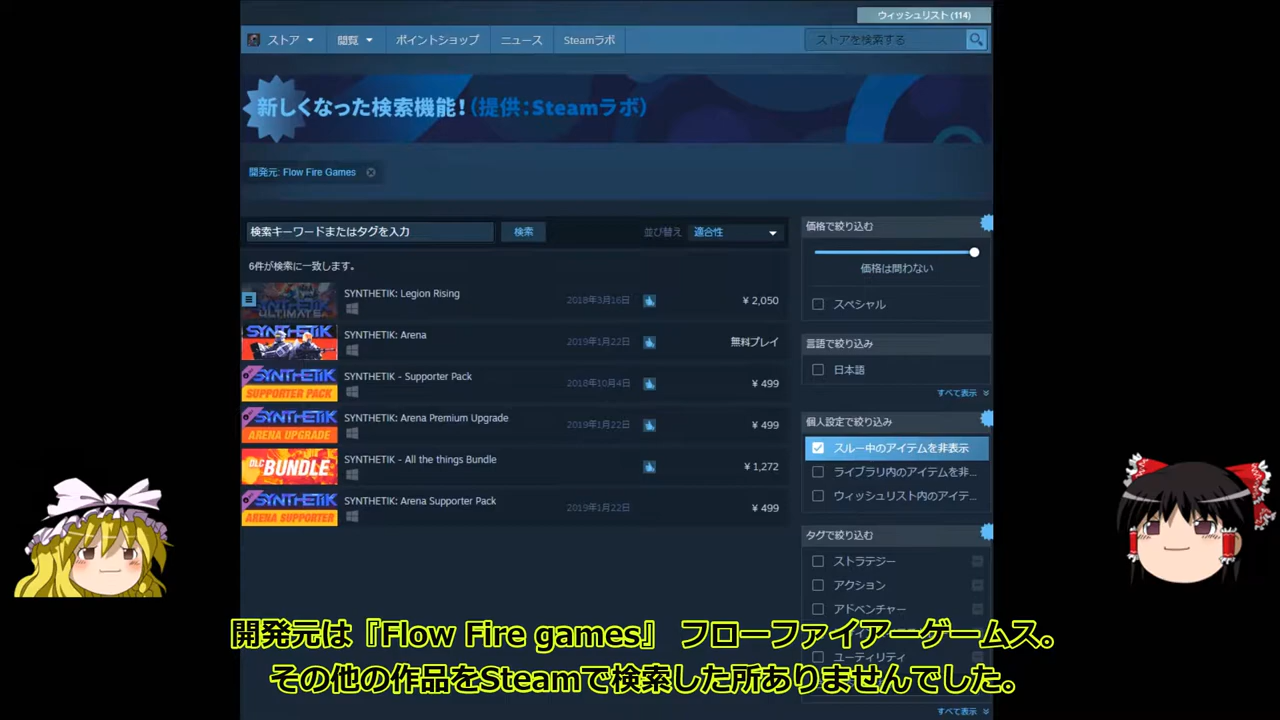 ウィッシュリスト (114)
ストア 閲覧 ポイントショップ ニュース Steamラボ ストアを検索する
新しくなった検索機能!(提供:Steamラボ)
開発元: Flow Fire Games
検索キーワードまたはタグを入力 検索 並び替え 適合性
6件が検索に一致します。
SYNTHETIK: Legion Rising 2018年3月16日 ¥ 2,050
ULTIMATE
SYNTHETIK: Arena 2019年1月22日 無料プレイ
SYNTHETIK
SYNTHETIK - Supporter Pack 2018年10月4日 ¥ 499
SYNTHETIK
SUPPORTER PACK
SYNTHETIK: Arena Premium Upgrade 2019年1月22日 ¥ 499
SYNTHETIK
ARENA UPGRADE
SYNTHETIK - All the things Bundle ¥ 1,272
DLC BUNDLE
SYNTHETIK: Arena Supporter Pack 2019年1月22日 ¥ 499
SYNTHETIK
ARENA SUPPORTER
価格で絞り込む
価格は問わない
スペシャル
言語で絞り込み
日本語
すべて表示
個人設定で絞り込み
スルー中のアイテムを非表示
ライブラリ内のアイテムを非...
ウィッシュリスト内のアイテ...
タグで絞り込む
ストラテジー
アクション
アドベンチャー
ユーティリティ
すべて表示
開発元は『Flow Fire games』 フローファイアーゲームス。
その他の作品をSteamで検索した所ありませんでした。